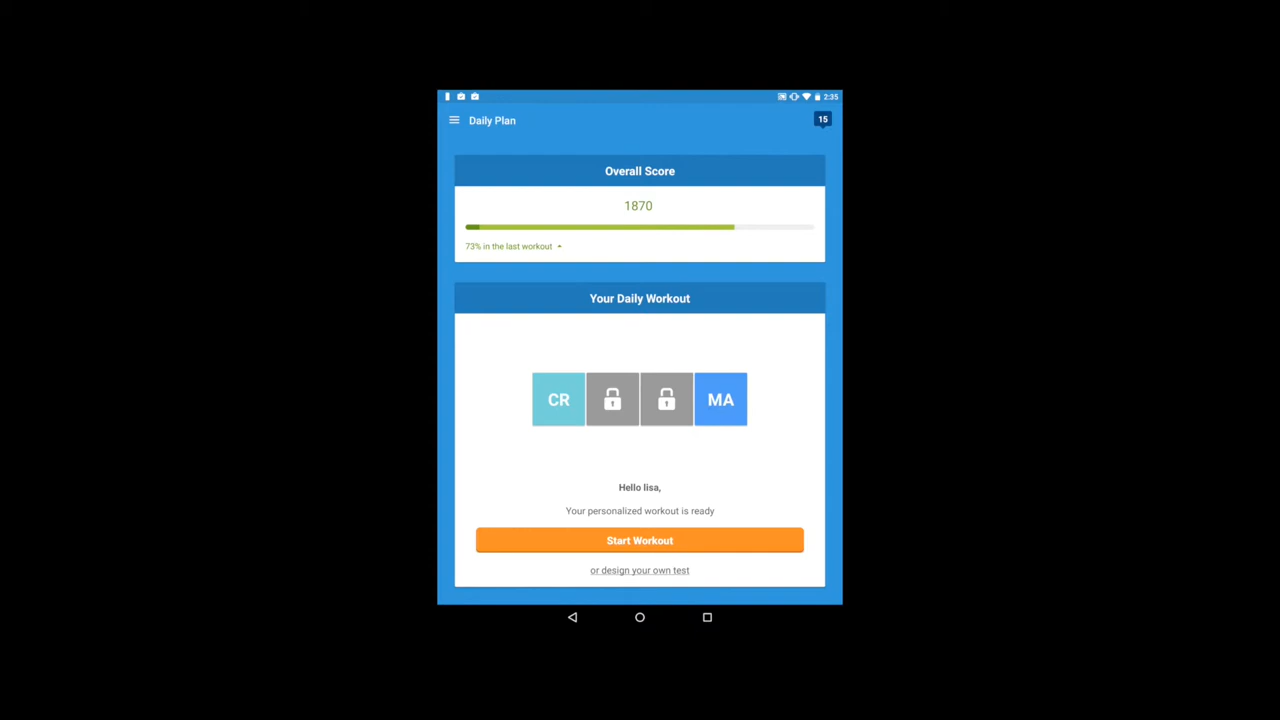 2:35
Daily Plan
15
Overall Score
1870
73% in the last workout
Your Daily Workout
CR
MA
Hello lisa,
Your personalized workout is ready
Start Workout
or design your own test